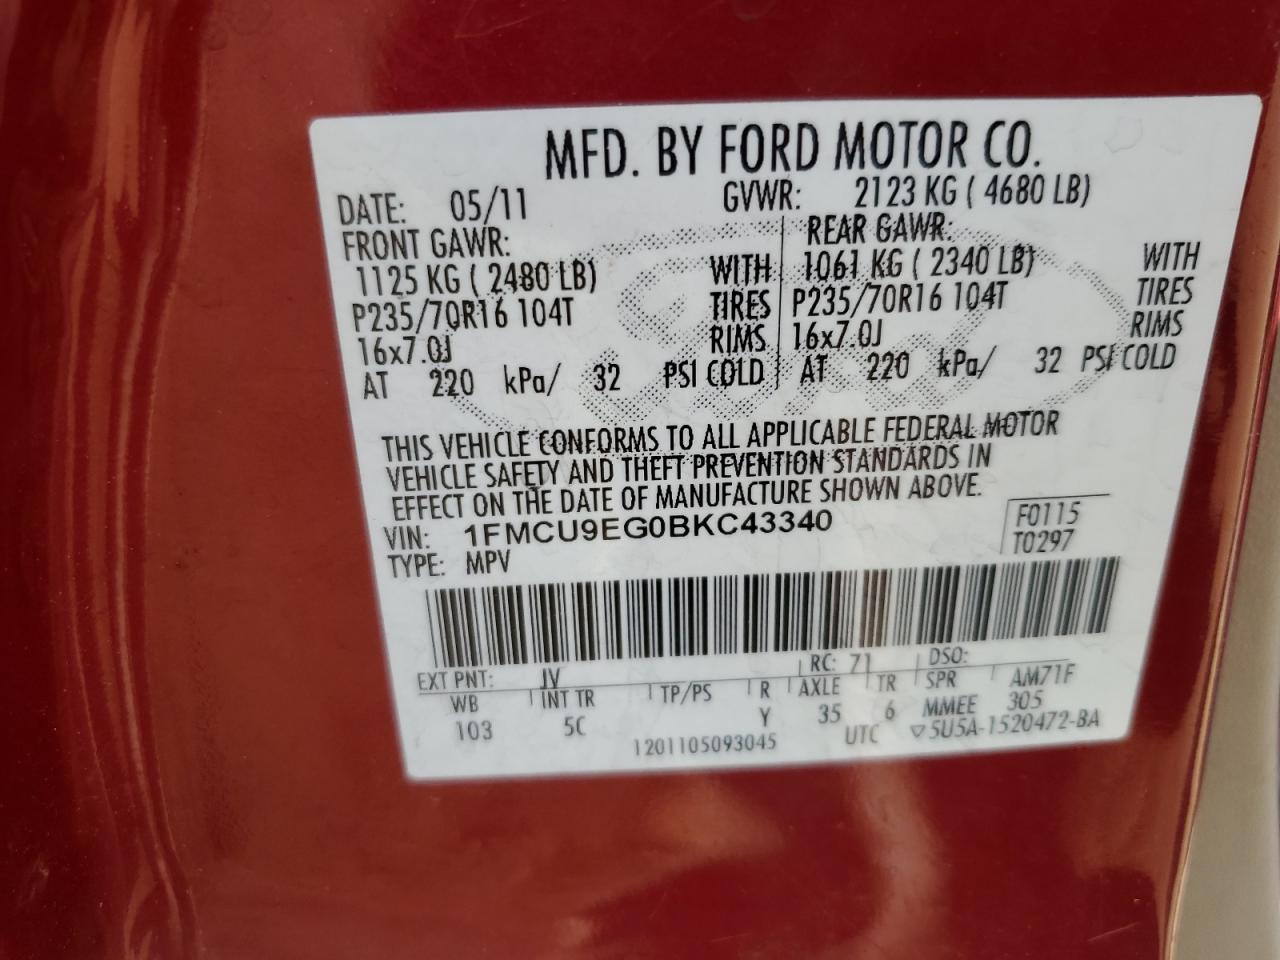 MFD. BY FORD MOTOR CO.
DATE: 05/11 GVWR: 2123 KG ( 4680 LB)
FRONT GAWR: REAR GAWR:
1125 KG ( 2480 LB) WITH 1061 KG ( 2340 LB) WITH
P235/70R16 104T TIRES P235/70R16 104T TIRES
16x7.0J RIMS 16x7.0J RIMS
AT 220 kPa/ 32 PSI COLD AT 220 kPa/ 32 PSI COLD
THIS VEHICLE CONFORMS TO ALL APPLICABLE FEDERAL MOTOR
VEHICLE SAFETY AND THEFT PREVENTION STANDARDS IN
EFFECT ON THE DATE OF MANUFACTURE SHOWN ABOVE.
VIN: 1FMCU9EG0BKC43340 F0115
TYPE: MPV T0297
EXT PNT: JV RC: 71 DSO:
WB INT TR TP/PS R AXLE TR SPR AM71F
103 5C Y 35 6 MMEE 305
1201105093045 UTC ▽5U5A-1520472-BA